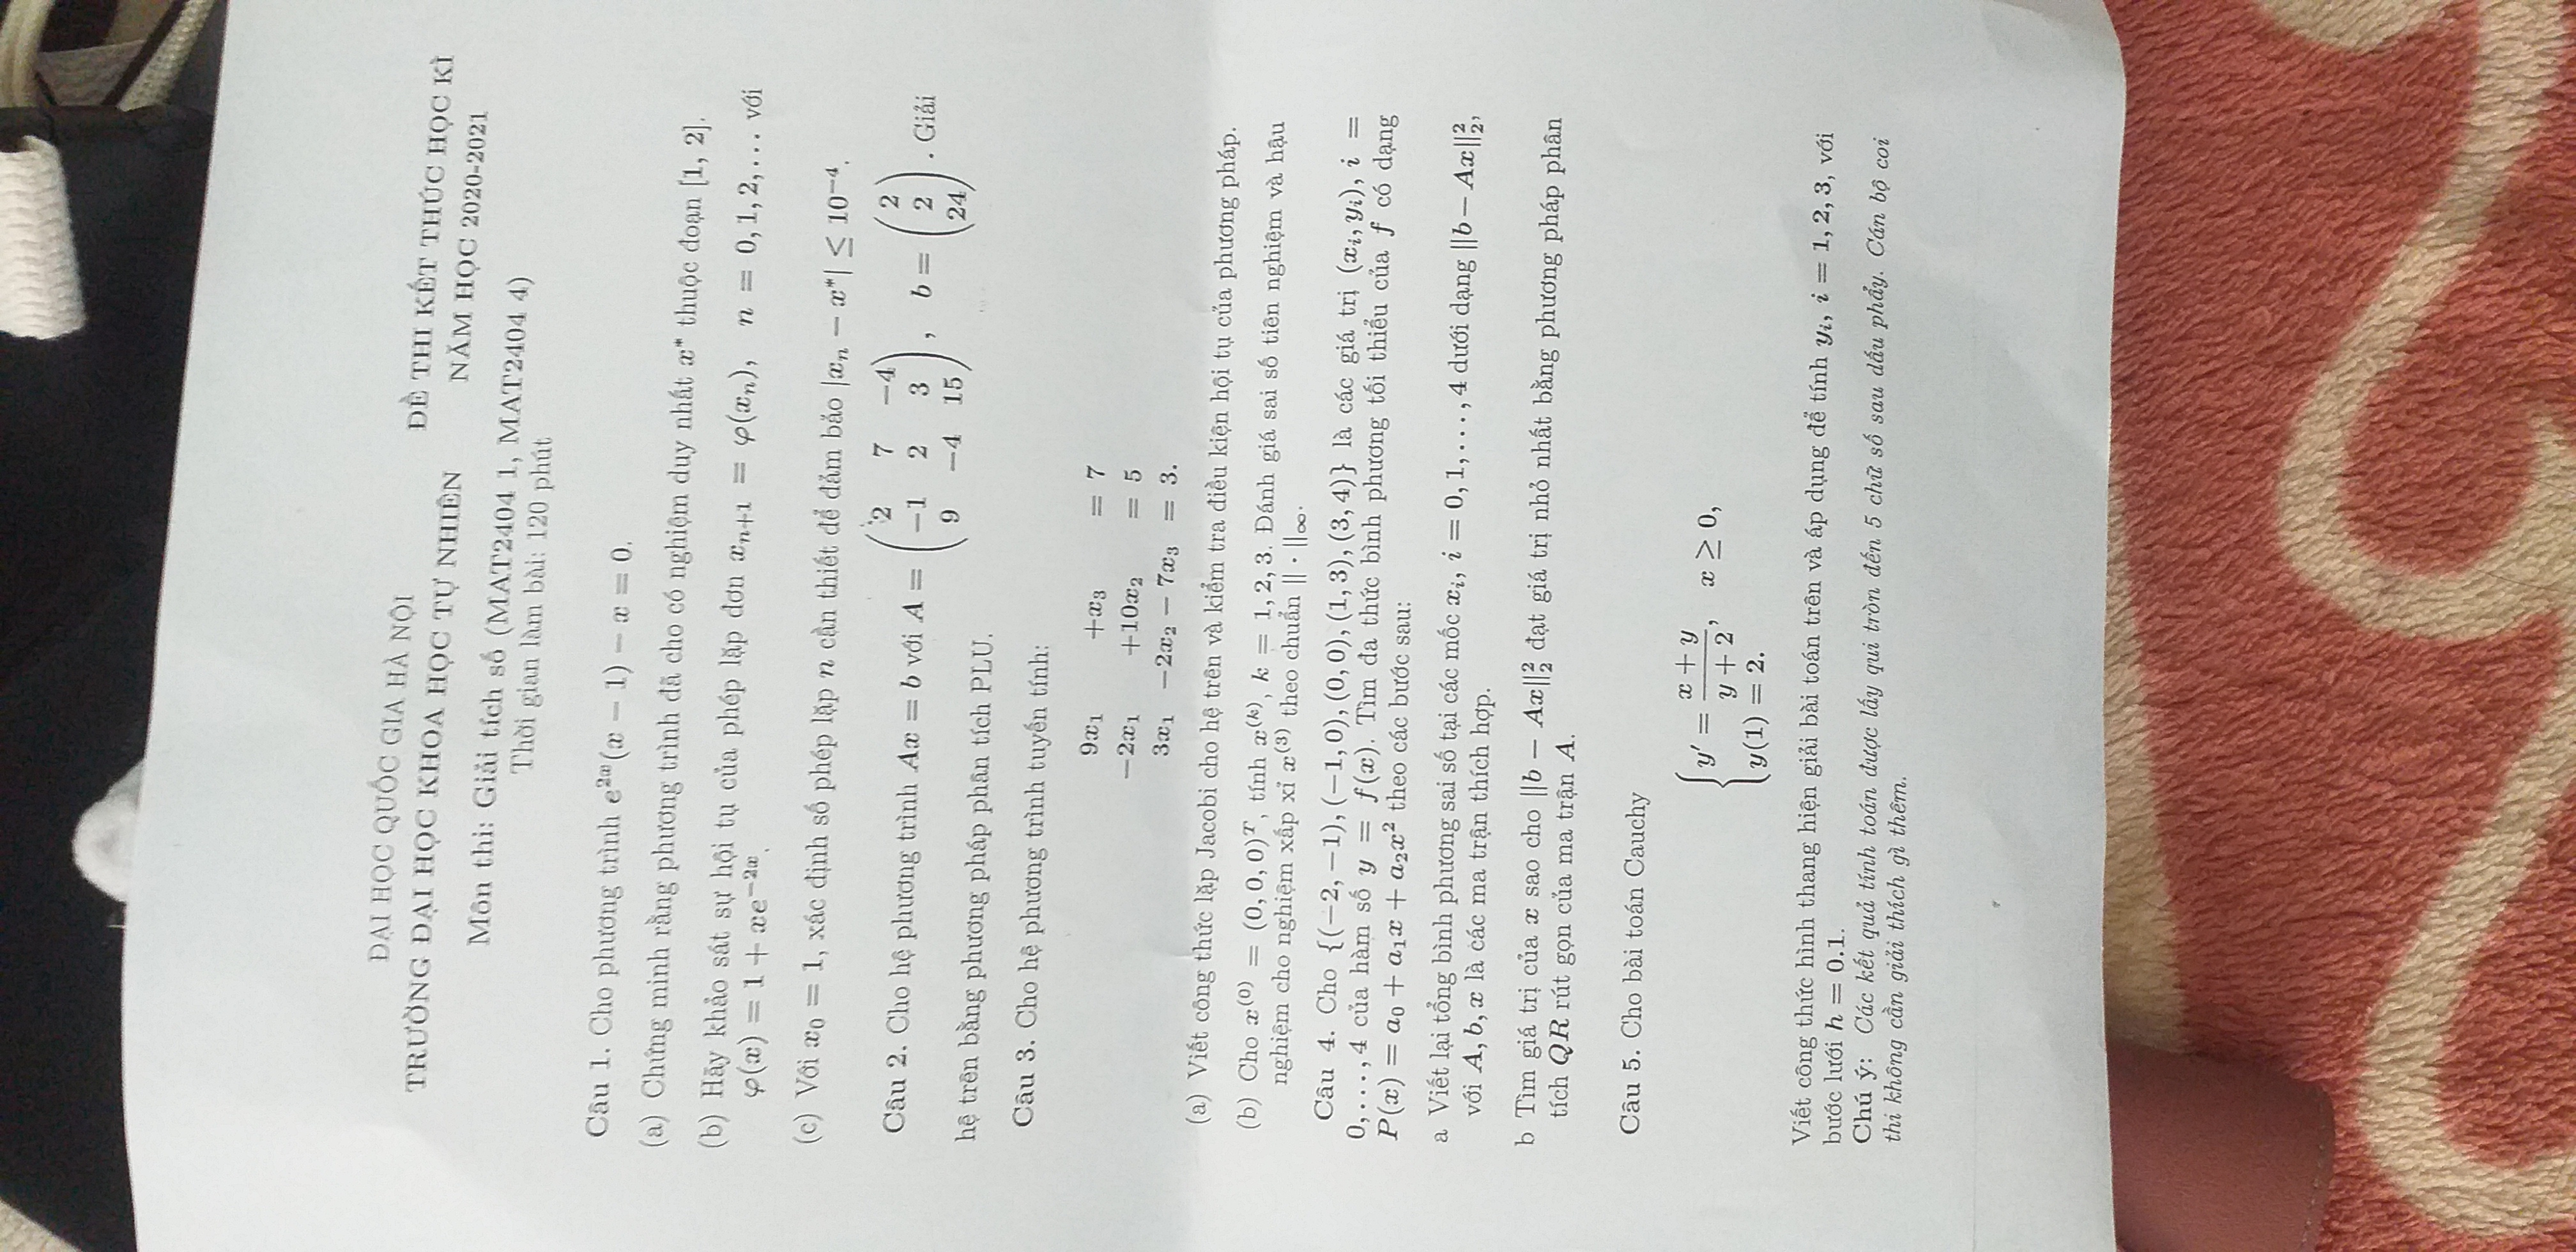 ĐẠI HỌC QUỐC GIA HÀ NỘI
TRƯỜNG ĐẠI HỌC KHOA HỌC TỰ NHIÊN
ĐỀ THI KẾT THÚC HỌC KÌ
NĂM HỌC 2020-2021
Môn thi: Giải tích số (MAT2404 1, MAT2404 4)
Thời gian làm bài: 120 phút
Câu 1. Cho phương trình $e^{2x}(x-1)-x=0$.
(a) Chứng minh rằng phương trình đã cho có nghiệm duy nhất $x^*$ thuộc đoạn [1, 2].
(b) Hãy khảo sát sự hội tụ của phép lặp đơn $x_{n+1} = \varphi(x_n), \quad n = 0, 1, 2, \ldots$ với
$\varphi(x) = 1 + xe^{-2x}$.
(c) Với $x_0 = 1$, xác định số phép lặp $n$ cần thiết để đảm bảo $|x_n - x^*| \leq 10^{-4}$.
Câu 2. Cho hệ phương trình $Ax = b$ với $A = \begin{pmatrix} 2 & 7 & -4 \\ -1 & 2 & 3 \\ 9 & -4 & 15 \end{pmatrix}, \quad b = \begin{pmatrix} 2 \\ 2 \\ 24 \end{pmatrix}$. Giải
hệ trên bằng phương pháp phân tích PLU.
Câu 3. Cho hệ phương trình tuyến tính:
$9x_1 \quad +x_3 \quad = 7$
$-2x_1 \quad +10x_2 \quad = 5$
$3x_1 \quad -2x_2 - 7x_3 \quad = 3.$
(a) Viết công thức lặp Jacobi cho hệ trên và kiểm tra điều kiện hội tụ của phương pháp.
(b) Cho $x^{(0)} = (0, 0, 0)^T$, tính $x^{(k)}$, $k = 1, 2, 3$. Đánh giá sai số tiên nghiệm và hậu
nghiệm cho nghiệm xấp xỉ $x^{(3)}$ theo chuẩn $\|\cdot\|_\infty$.
Câu 4. Cho $\{(-2,-1),(-1,0),(0,0),(1,3),(3,4)\}$ là các giá trị $(x_i, y_i)$, $i =$
$0, \ldots, 4$ của hàm số $y = f(x)$. Tìm đa thức bình phương tối thiểu của $f$ có dạng
$P(x) = a_0 + a_1x + a_2x^2$ theo các bước sau:
a Viết lại tổng bình phương sai số tại các mốc $x_i$, $i = 0, 1, \ldots, 4$ dưới dạng $\|b - Ax\|_2^2$,
với $A, b, x$ là các ma trận thích hợp.
b Tìm giá trị của $x$ sao cho $\|b - Ax\|_2^2$ đạt giá trị nhỏ nhất bằng phương pháp phân
tích $QR$ rút gọn của ma trận $A$.
Câu 5. Cho bài toán Cauchy
$\begin{cases} y' = \dfrac{x+y}{y+2}, \quad x \geq 0, \\ y(1) = 2. \end{cases}$
Viết công thức hình thang hiện giải bài toán trên và áp dụng để tính $y_i$, $i = 1, 2, 3$, với
bước lưới $h = 0.1$.
Chú ý: Các kết quả tính toán được lấy qui tròn đến 5 chữ số sau dấu phẩy. Cán bộ coi
thi không cần giải thích gì thêm.